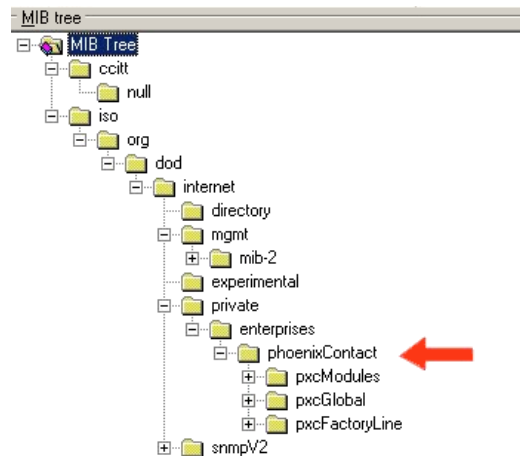 MIB tree
MIB Tree
ccitt
null
iso
org
dod
internet
directory
mgmt
mib-2
experimental
private
enterprises
phoenixContact
pxcModules
pxcGlobal
pxcFactoryLine
snmpV2